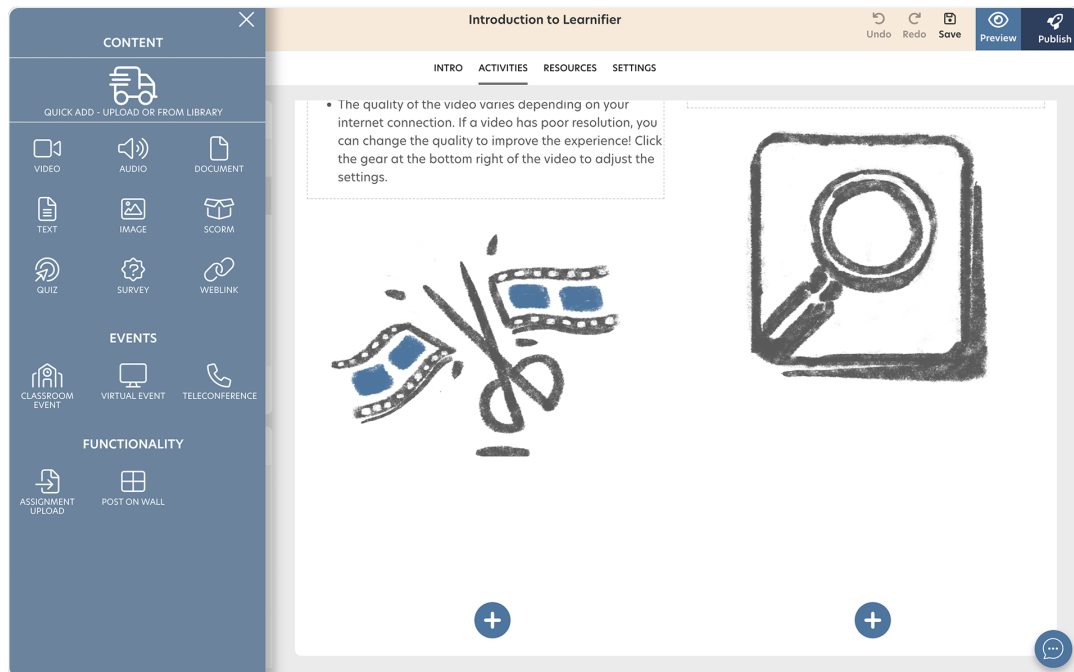 CONTENT
QUICK ADD - UPLOAD OR FROM LIBRARY
VIDEO
AUDIO
DOCUMENT
TEXT
IMAGE
SCORM
QUIZ
SURVEY
WEBLINK
EVENTS
CLASSROOM
EVENT
VIRTUAL EVENT
TELECONFERENCE
FUNCTIONALITY
ASSIGNMENT
UPLOAD
POST ON WALL
Introduction to Learnifier
Undo
Redo
Save
Preview
Publish
INTRO
ACTIVITIES
RESOURCES
SETTINGS
• The quality of the video varies depending on your
internet connection. If a video has poor resolution, you
can change the quality to improve the experience! Click
the gear at the bottom right of the video to adjust the
settings.